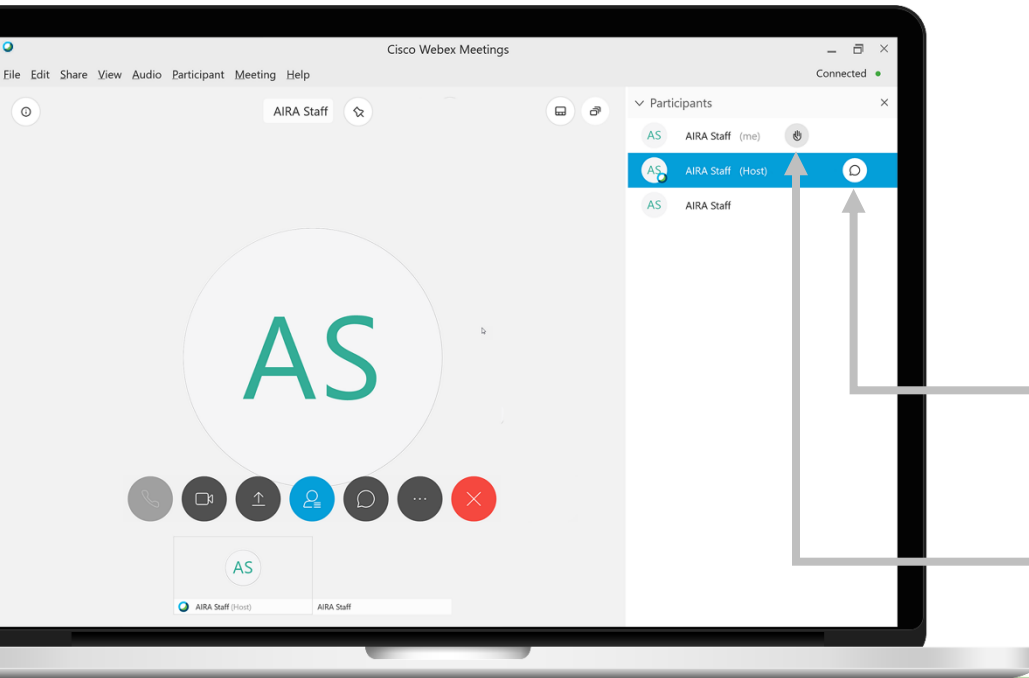 Cisco Webex Meetings
File Edit Share View Audio Participant Meeting Help
Connected
AIRA Staff
Participants
AS AIRA Staff (me)
AS AIRA Staff (Host)
AS AIRA Staff
AS
AS
AIRA Staff (Host)
AIRA Staff